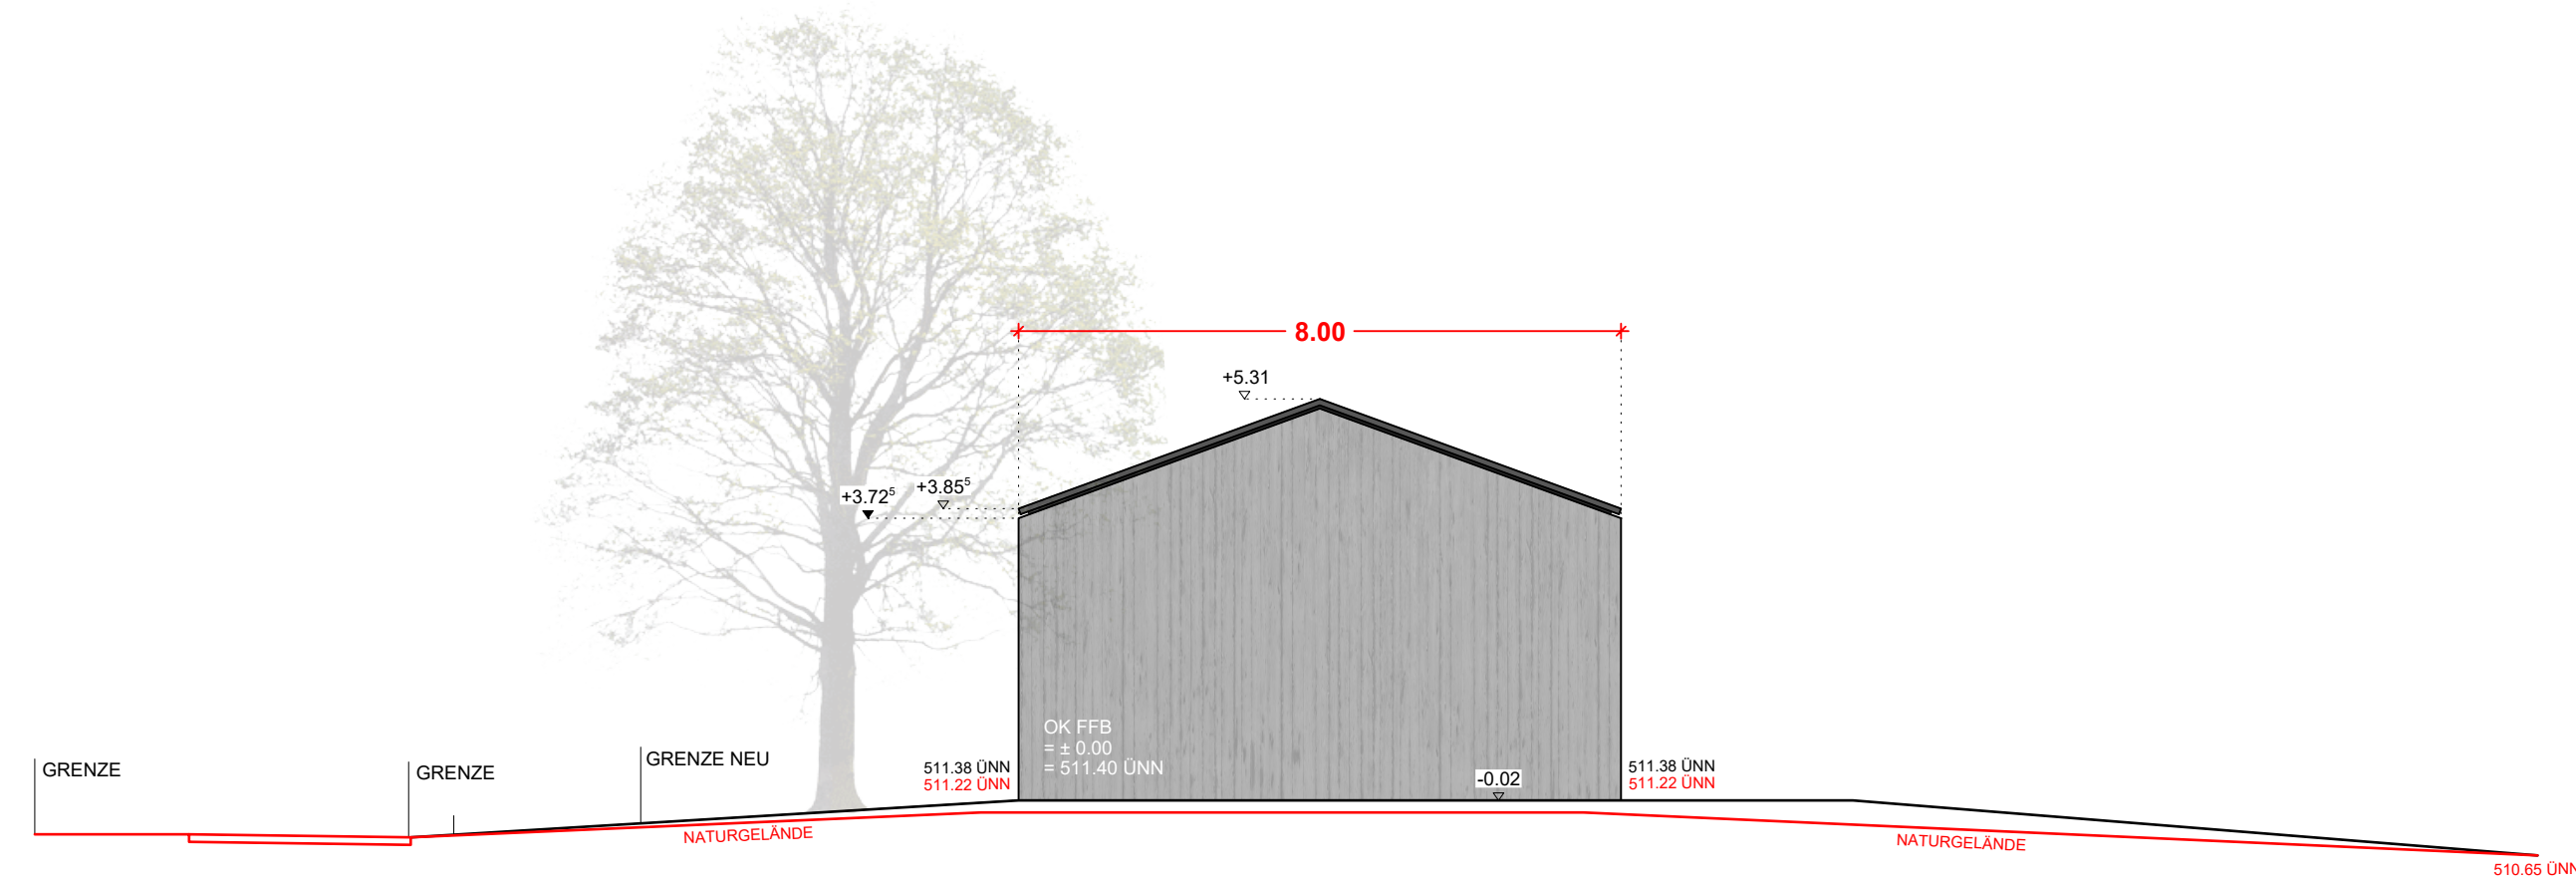 8.00
+5.31
+3.72⁵
+3.85⁵
OK FFB
= ± 0.00
= 511.40 ÜNN
GRENZE
GRENZE
GRENZE NEU
511.38 ÜNN
511.22 ÜNN
-0.02
511.38 ÜNN
511.22 ÜNN
NATURGELÄNDE
NATURGELÄNDE
510.65 ÜNN